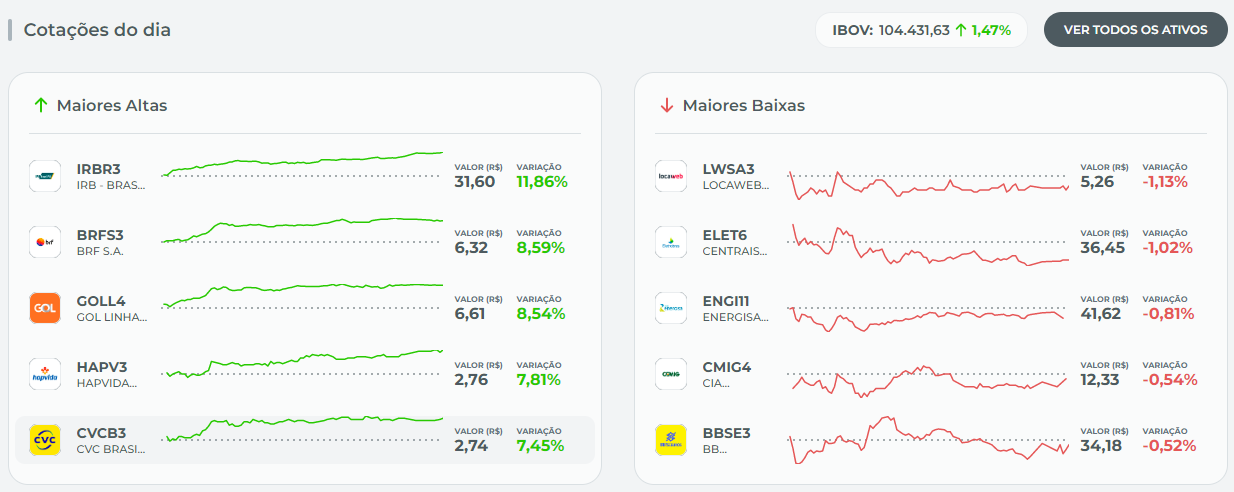 Cotações do dia
IBOV: 104.431,63 ↑ 1,47%
VER TODOS OS ATIVOS
↑ Maiores Altas
IRBR3
IRB - BRAS...
VALOR (R$) VARIAÇÃO
31,60 11,86%
brf
BRFS3
BRF S.A.
VALOR (R$) VARIAÇÃO
6,32 8,59%
GOL
GOLL4
GOL LINHA...
VALOR (R$) VARIAÇÃO
6,61 8,54%
hapvida
HAPV3
HAPVIDA...
VALOR (R$) VARIAÇÃO
2,76 7,81%
CVC
CVCB3
CVC BRASI...
VALOR (R$) VARIAÇÃO
2,74 7,45%
↓ Maiores Baixas
locaweb
LWSA3
LOCAWEB...
VALOR (R$) VARIAÇÃO
5,26 -1,13%
ELET6
CENTRAIS...
VALOR (R$) VARIAÇÃO
36,45 -1,02%
ENGI11
ENERGISA...
VALOR (R$) VARIAÇÃO
41,62 -0,81%
CMIG4
CIA...
VALOR (R$) VARIAÇÃO
12,33 -0,54%
BBSE3
BB...
VALOR (R$) VARIAÇÃO
34,18 -0,52%